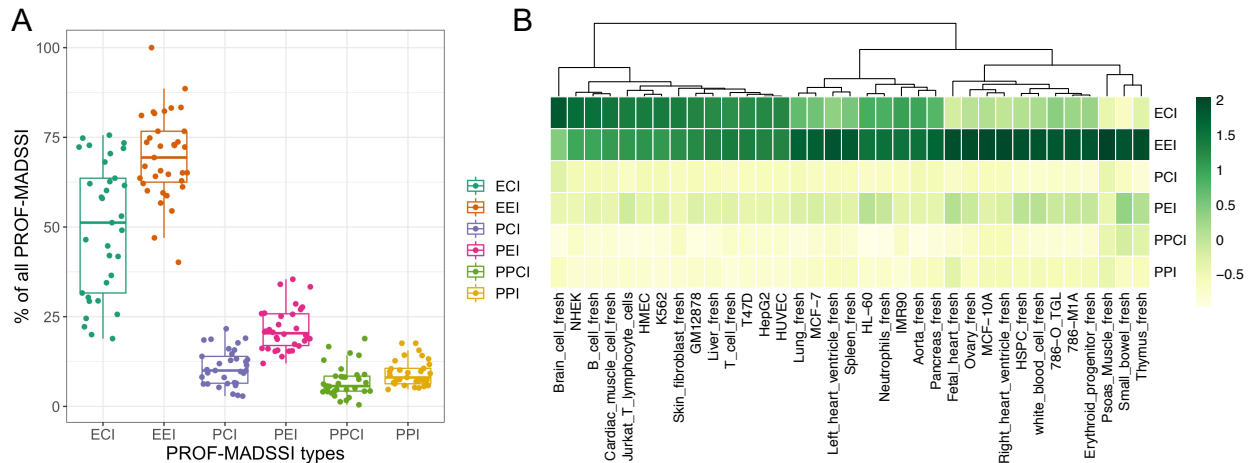 A
% of all PROF-MADSSI
100
75
50
25
0
ECI
EEI
PCI
PEI
PPCI
PPI
PROF-MADSSI types
ECI
EEI
PCI
PEI
PPCI
PPI
B
ECI
EEI
PCI
PEI
PPCI
PPI
2
1.5
1
0.5
0
−0.5
Brain_cell_fresh
NHEK
B_cell_fresh
Cardiac_muscle_cell_fresh
Jurkat_T_lymphocyte_cells
HMEC
K562
Skin_fibroblast_fresh
GM12878
Liver_fresh
T_cell_fresh
T47D
HepG2
HUVEC
Lung_fresh
MCF-7
Left_heart_ventricle_fresh
Spleen_fresh
HL-60
Neutrophils_fresh
IMR90
Aorta_fresh
Pancreas_fresh
Fetal_heart_fresh
Ovary_fresh
MCF-10A
Right_heart_ventricle_fresh
HSPC_fresh
white_blood_cell_fresh
786-O_TGL
786-M1A
Erythroid_progenitor_fresh
Psoas_Muscle_fresh
Small_bowel_fresh
Thymus_fresh